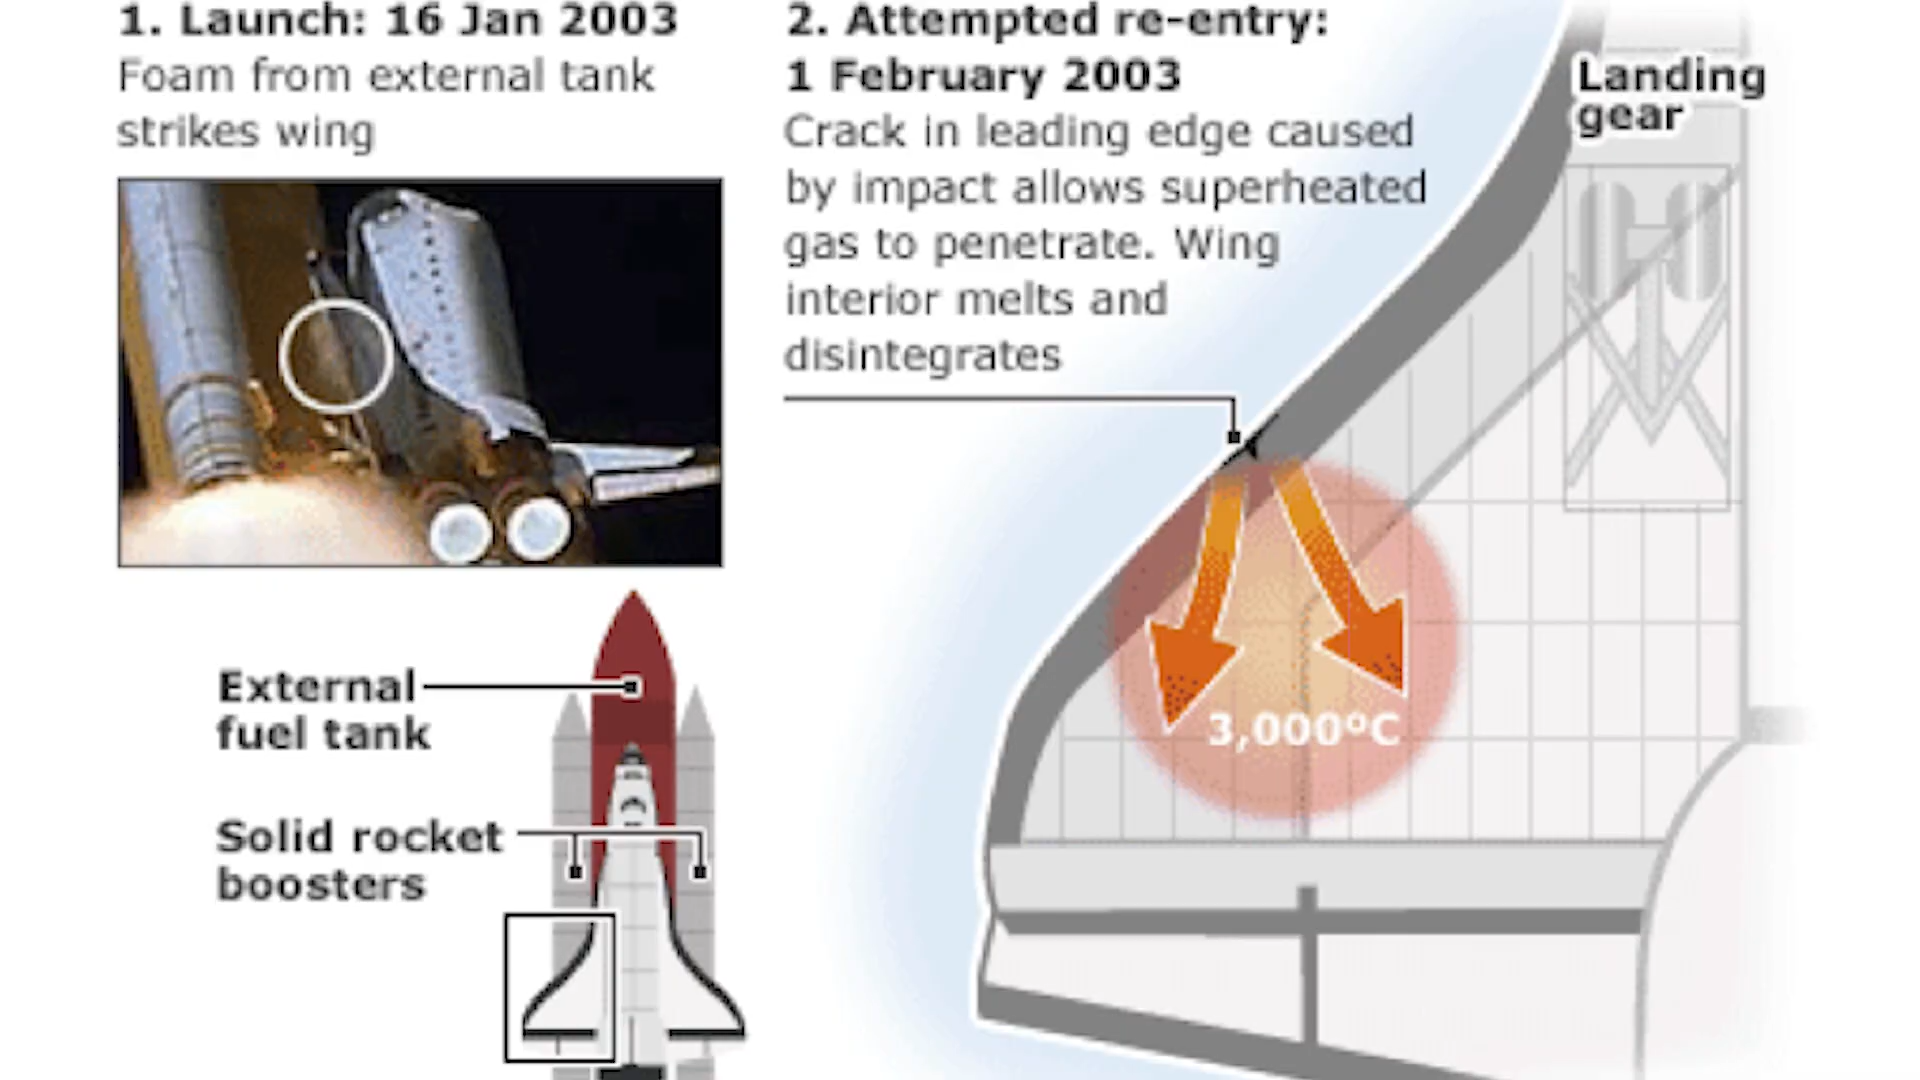 1. Launch: 16 Jan 2003
Foam from external tank
strikes wing
2. Attempted re-entry:
1 February 2003
Crack in leading edge caused
by impact allows superheated
gas to penetrate. Wing
interior melts and
disintegrates
Landing
gear
3,000ºC
External
fuel tank
Solid rocket
boosters